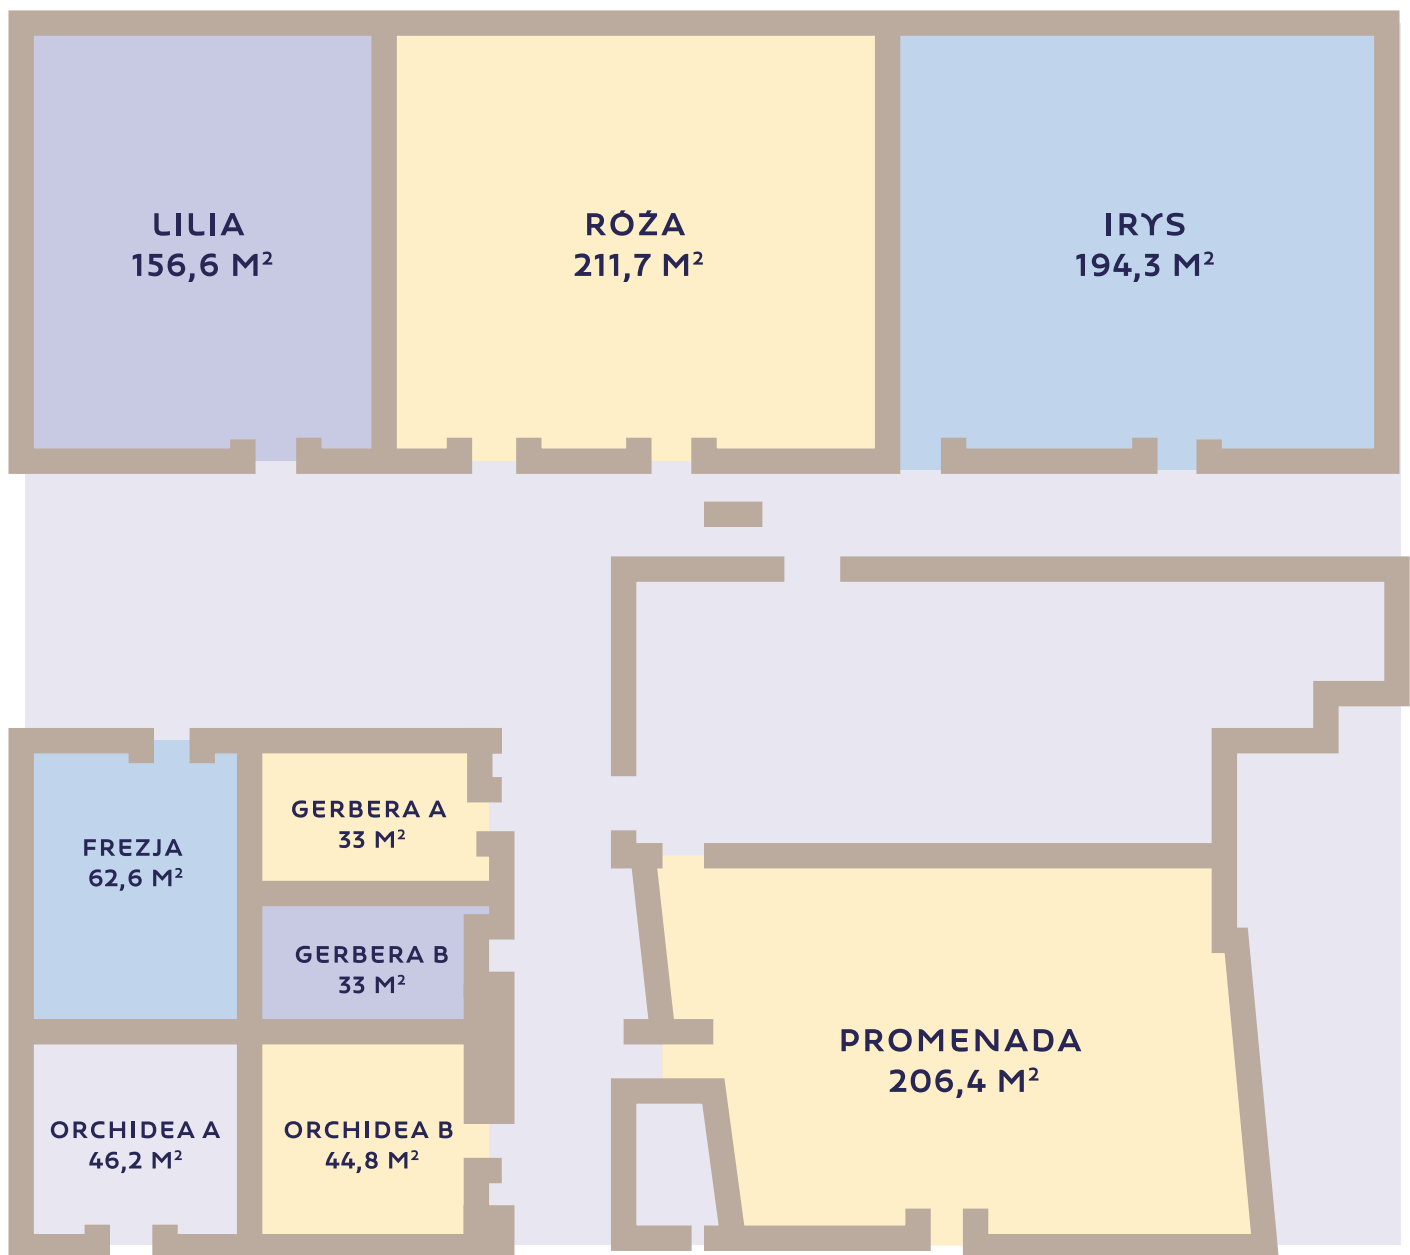 LILIA
156,6 M²
RÓŻA
211,7 M²
IRYS
194,3 M²
GERBERA A
33 M²
FREZJA
62,6 M²
GERBERA B
33 M²
PROMENADA
206,4 M²
ORCHIDEA A
46,2 M²
ORCHIDEA B
44,8 M²